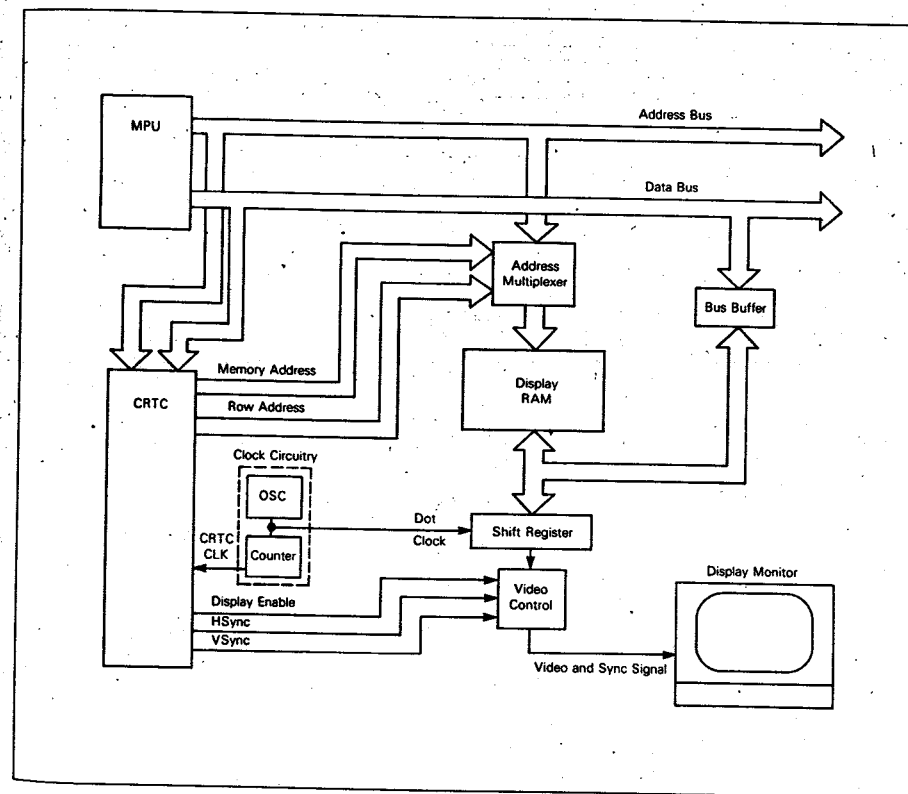 MPU
Address Bus
Data Bus
Address
Multiplexer
Bus Buffer
Memory Address
CRTC
Display
RAM
Row Address
Clock Circuitry
OSC
Dot
Clock
Shift Register
CRTC
CLK
Counter
Display Monitor
Display Enable
Video
Control
HSync
VSync
Video and Sync Signal